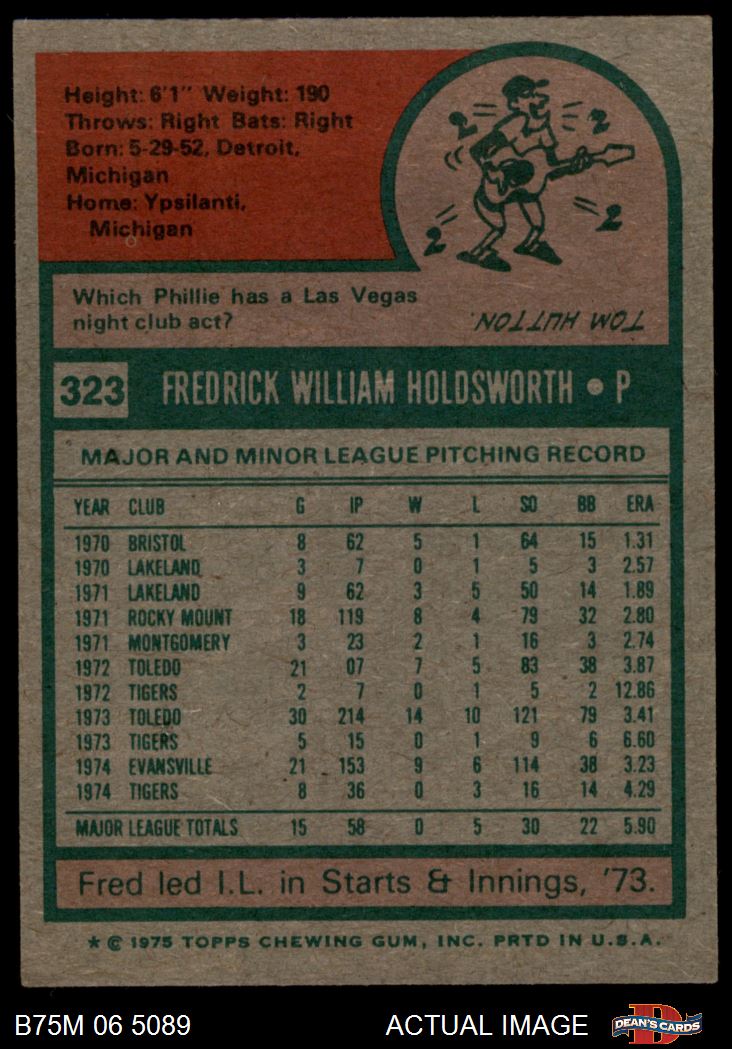 Height: 6'1" Weight: 190
Throws: Right Bats: Right
Born: 5-29-52, Detroit,
Michigan
Home: Ypsilanti,
Michigan
2 2
2 2
Which Phillie has a Las Vegas
night club act?
TOM HUTTON.
323 FREDRICK WILLIAM HOLDSWORTH • P
MAJOR AND MINOR LEAGUE PITCHING RECORD
YEAR CLUB G IP W L SO BB ERA
1970 BRISTOL 8 62 5 1 64 15 1.31
1970 LAKELAND 3 7 0 1 5 3 2.57
1971 LAKELAND 9 62 3 5 50 14 1.89
1971 ROCKY MOUNT 18 119 8 4 79 32 2.80
1971 MONTGOMERY 3 23 2 1 16 3 2.74
1972 TOLEDO 21 07 7 5 83 38 3.87
1972 TIGERS 2 7 0 1 5 2 12.86
1973 TOLEDO 30 214 14 10 121 79 3.41
1973 TIGERS 5 15 0 1 9 6 6.60
1974 EVANSVILLE 21 153 9 6 114 38 3.23
1974 TIGERS 8 36 0 3 16 14 4.29
MAJOR LEAGUE TOTALS 15 58 0 5 30 22 5.90
Fred led I.L. in Starts & Innings, '73.
* © 1975 TOPPS CHEWING GUM, INC. PRTD IN U.S.A.
B75M 06 5089 ACTUAL IMAGE D DEAN'S CARDS